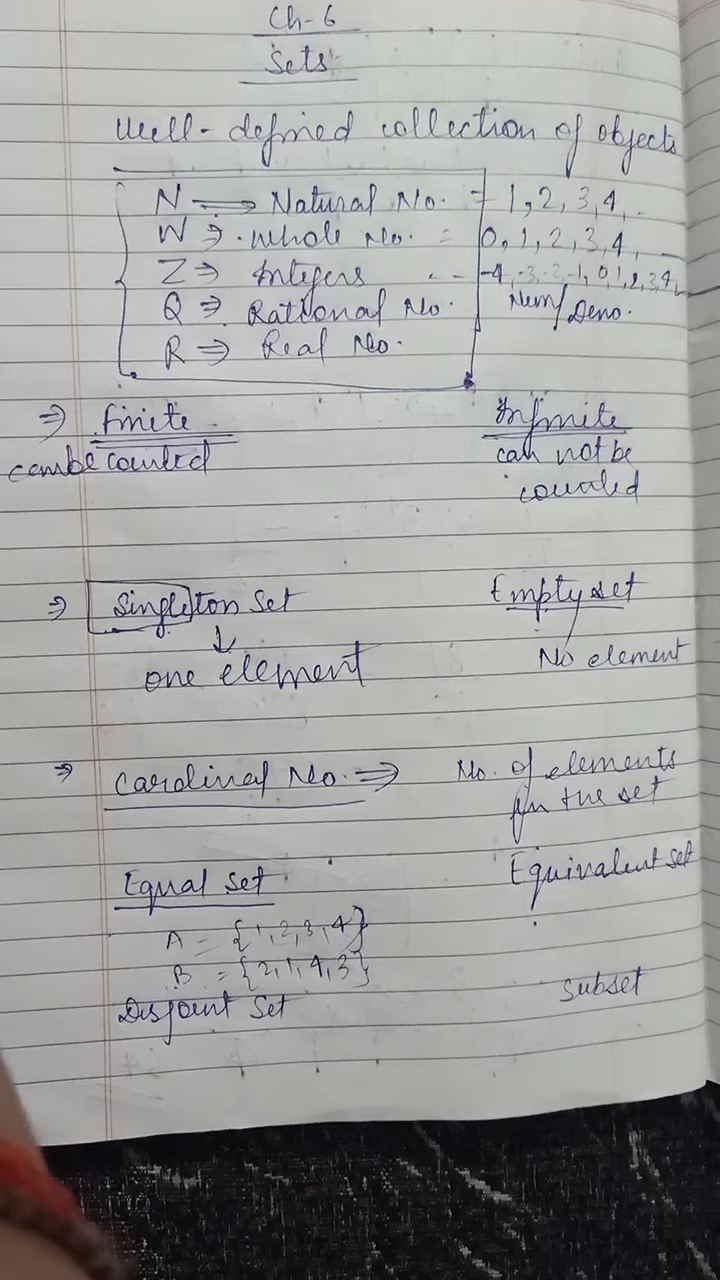 Ch-6
Sets
Well-defined collection of objects
N ⟹ Natural No. = 1, 2, 3, 4, .
W ⇒ Whole No. = 0, 1, 2, 3, 4, .
Z ⇒ Integers .. - -4, -3, -2, -1, 0, 1, 2, 3, 4,
Q ⇒ Rational No. Num/Deno.
R ⇒ Real No.
⇒ finite Infinite
can be counted can not be
counted
⇒ Singleton Set Empty set
↓
one element No element
⇒ Cardinal No. ⇒ No. of elements
in the set
Equal Set Equivalent set
A = {1, 2, 3, 4}
B = {2, 1, 4, 3}
Disjoint Set Subset